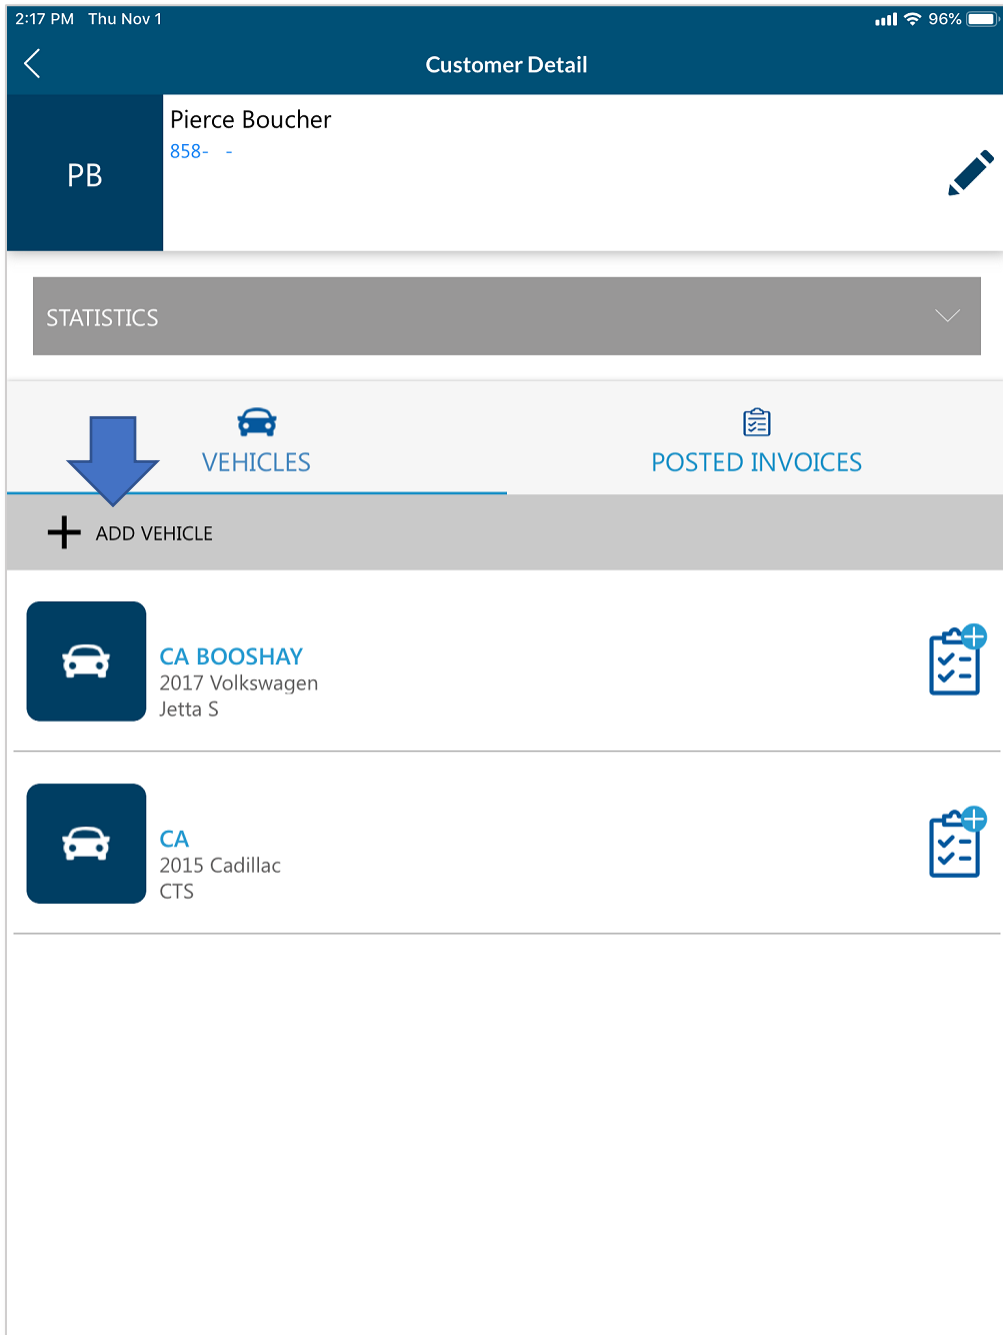 2:17 PM Thu Nov 1 96%
Customer Detail
PB
Pierce Boucher
858- -
STATISTICS
VEHICLES
POSTED INVOICES
ADD VEHICLE
CA BOOSHAY
2017 Volkswagen
Jetta S
CA
2015 Cadillac
CTS